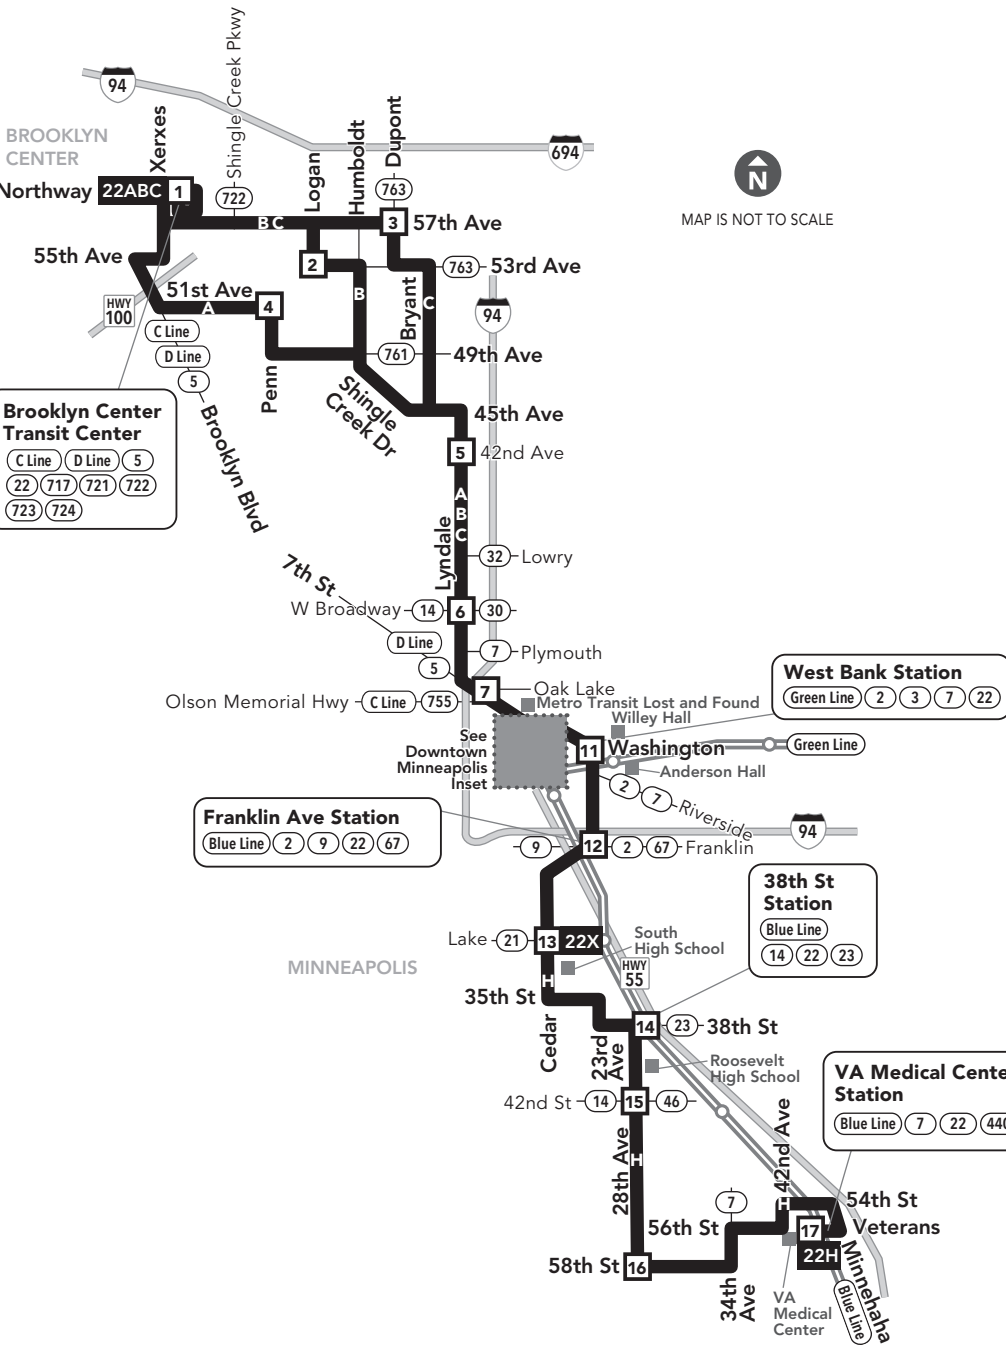 94
Shingle Creek Pkwy
BROOKLYN
CENTER
Xerxes
Dupont
Humboldt
Logan
694
N
MAP IS NOT TO SCALE
Northway
22ABC
1
722
763
BC
3
57th Ave
55th Ave
2
763
53rd Ave
HWY
100
51st Ave
A
4
B
Bryant
C
94
C Line
D Line
5
761
49th Ave
Penn
Shingle
Creek Dr
45th Ave
5
42nd Ave
Brooklyn Center
Transit Center
C Line
D Line
5
22
717
721
722
723
724
Brooklyn Blvd
A
B
C
Lyndale
32
Lowry
7th St
W Broadway
14
6
30
D Line
5
7
Plymouth
Olson Memorial Hwy
C Line
755
7
Oak Lake
Metro Transit Lost and Found
Willey Hall
West Bank Station
Green Line
2
3
7
22
See
Downtown
Minneapolis
Inset
11
Washington
Green Line
Anderson Hall
2
7
Riverside
Franklin Ave Station
Blue Line
2
9
22
67
94
9
12
2
67
Franklin
38th St
Station
Blue Line
14
22
23
Lake
21
13
22X
South
High School
MINNEAPOLIS
H
HWY
55
35th St
Cedar
23rd
Ave
14
23
38th St
Roosevelt
High School
VA Medical Cente
Station
Blue Line
7
22
440
42nd St
14
15
46
28th Ave
H
42nd Ave
H
7
54th St
56th St
17
Veterans
22H
58th St
16
34th
Ave
VA
Medical
Center
Minnehaha
Blue Line